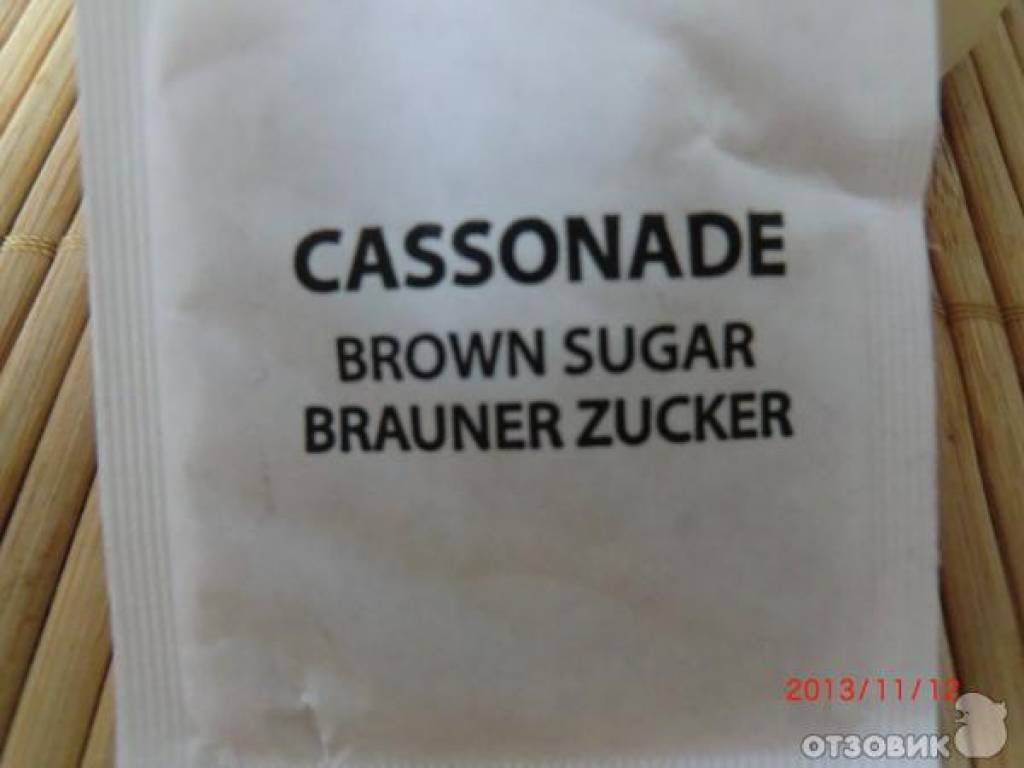 CASSONADE
BROWN SUGAR
BRAUNER ZUCKER
2013/11/12
ОТЗОВИК